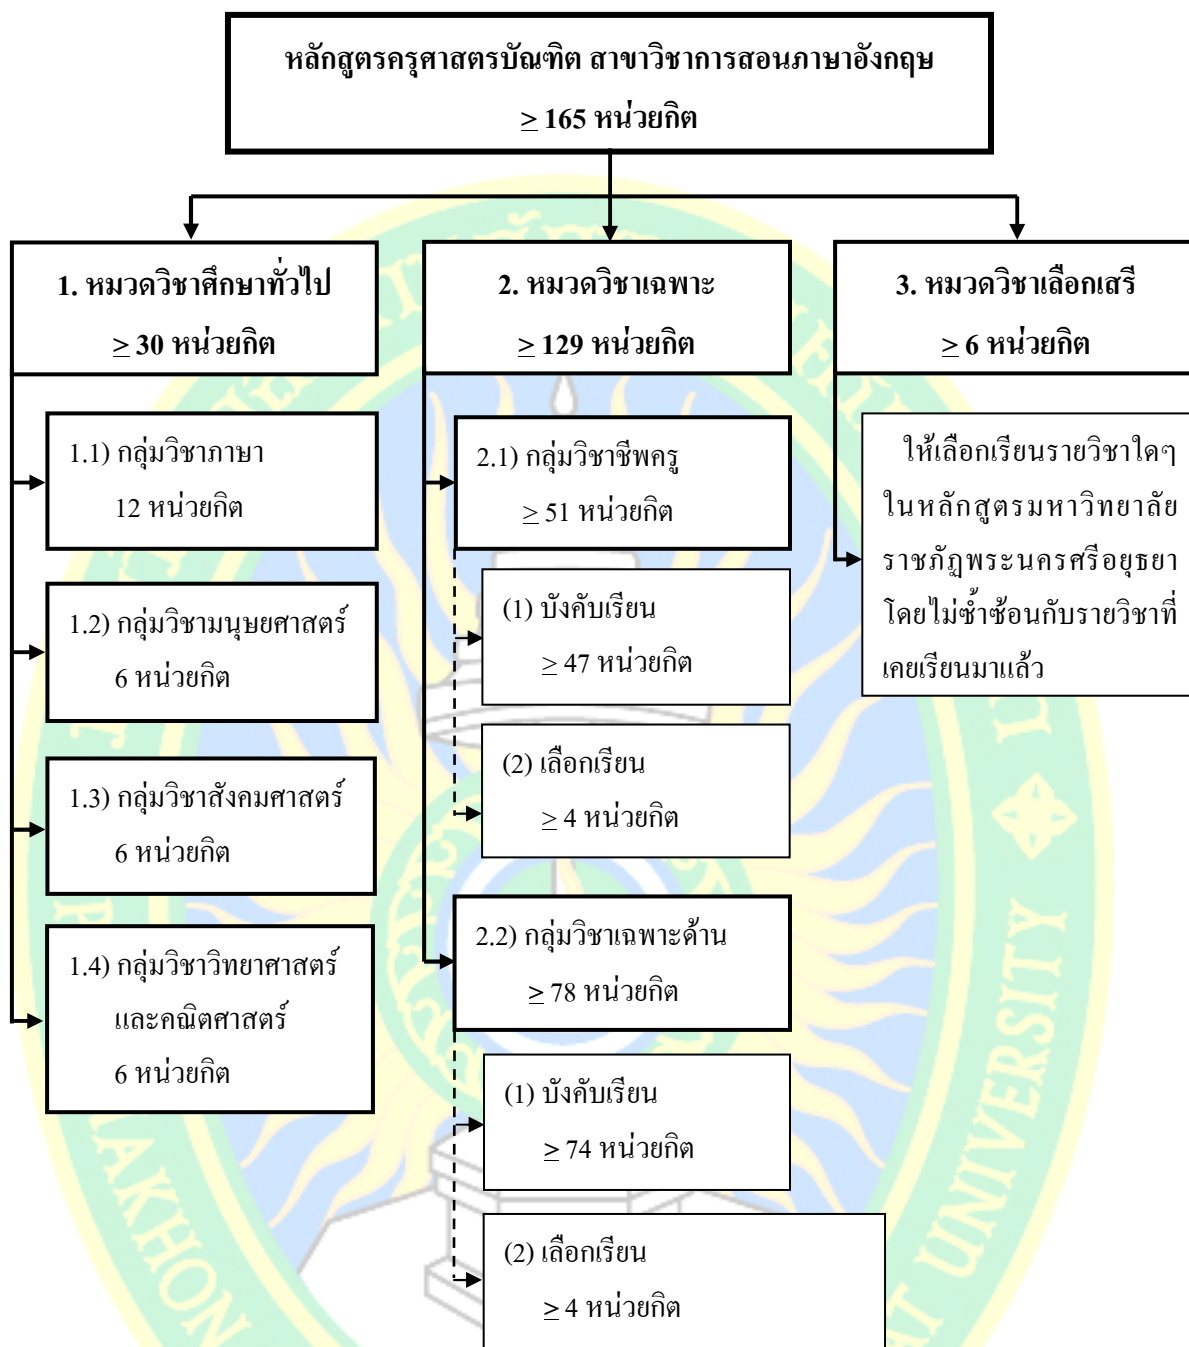 หลักสูตรครุศาสตรบัณฑิต สาขาวิชาการสอนภาษาอังกฤษ
≥ 165 หน่วยกิต
1. หมวดวิชาศึกษาทั่วไป
≥ 30 หน่วยกิต
1.1) กลุ่มวิชาภาษา
12 หน่วยกิต
1.2) กลุ่มวิชามนุษยศาสตร์
6 หน่วยกิต
1.3) กลุ่มวิชาสังคมศาสตร์
6 หน่วยกิต
1.4) กลุ่มวิชาวิทยาศาสตร์
และคณิตศาสตร์
6 หน่วยกิต
2. หมวดวิชาเฉพาะ
≥ 129 หน่วยกิต
2.1) กลุ่มวิชาชีพครู
≥ 51 หน่วยกิต
(1) บังคับเรียน
≥ 47 หน่วยกิต
(2) เลือกเรียน
≥ 4 หน่วยกิต
2.2) กลุ่มวิชาเฉพาะด้าน
≥ 78 หน่วยกิต
(1) บังคับเรียน
≥ 74 หน่วยกิต
(2) เลือกเรียน
≥ 4 หน่วยกิต
3. หมวดวิชาเลือกเสรี
≥ 6 หน่วยกิต
ให้เลือกเรียนรายวิชาใดๆ
ในหลักสูตรมหาวิทยาลัย
ราชภัฏพระนครศรีอยุธยา
โดยไม่ซ้ำซ้อนกับรายวิชาที่
เคยเรียนมาแล้ว
UNIVERSITY